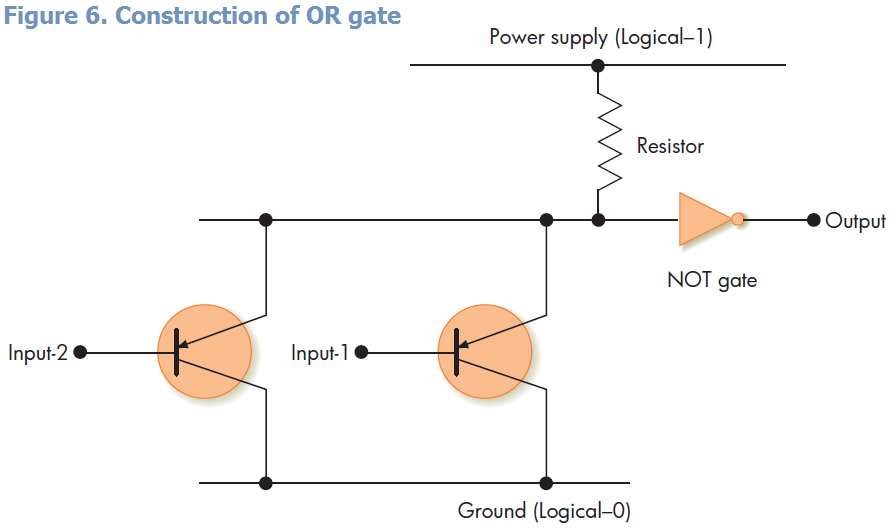 Figure 6. Construction of OR gate
Power supply (Logical–1)
Resistor
Output
NOT gate
Input-2
Input-1
Ground (Logical–0)